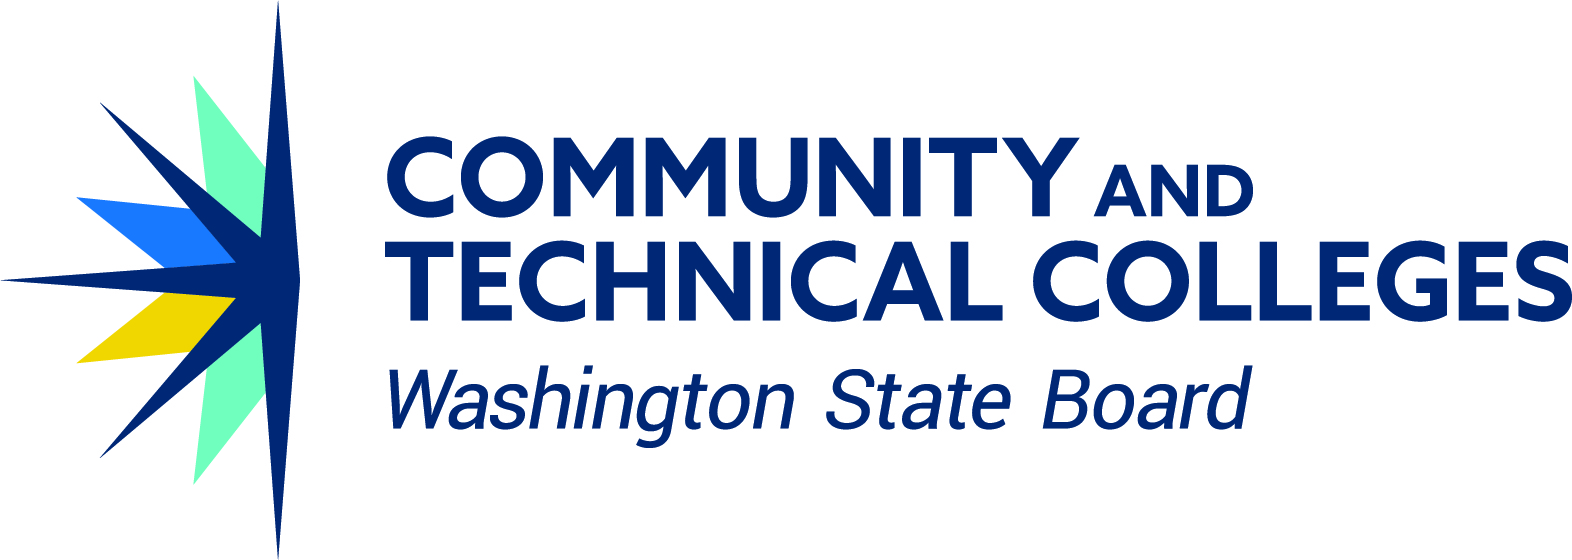 COMMUNITY AND
TECHNICAL COLLEGES
Washington State Board